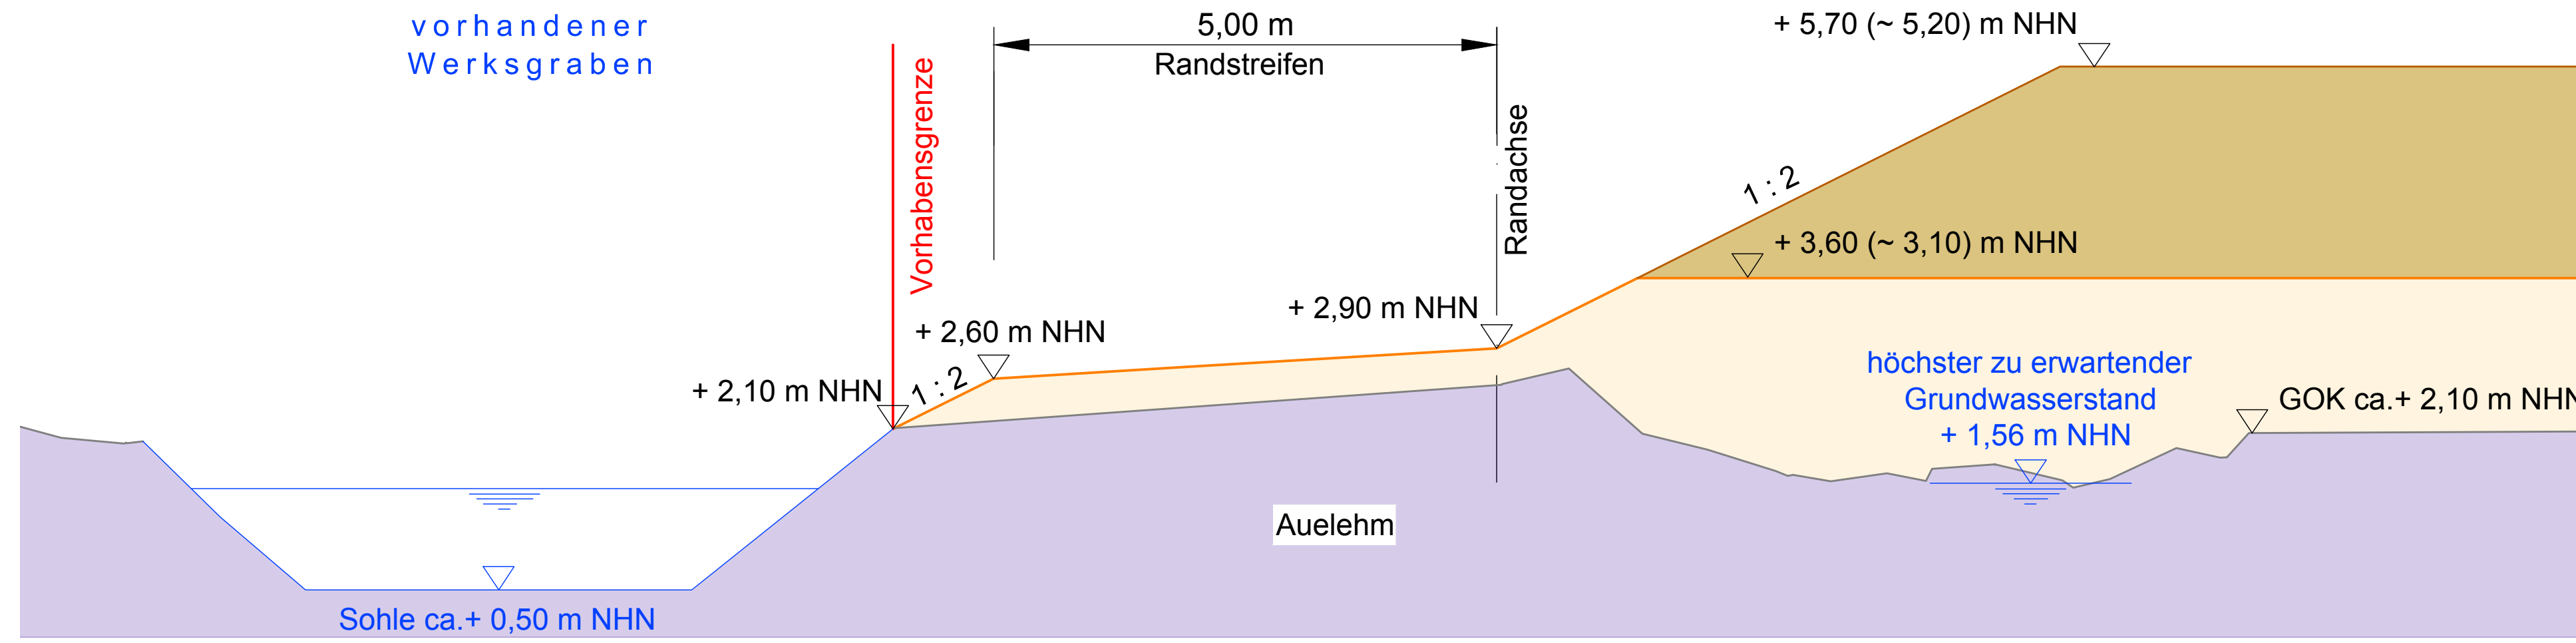 vorhandener
Werksgraben
Vorhabensgrenze
5,00 m
Randstreifen
Randachse
+ 5,70 (~ 5,20) m NHN
1 : 2
+ 3,60 (~ 3,10) m NHN
+ 2,90 m NHN
+ 2,60 m NHN
+ 2,10 m NHN
1 : 2
höchster zu erwartender
Grundwasserstand
+ 1,56 m NHN
GOK ca.+ 2,10 m NHN
Auelehm
Sohle ca.+ 0,50 m NHN